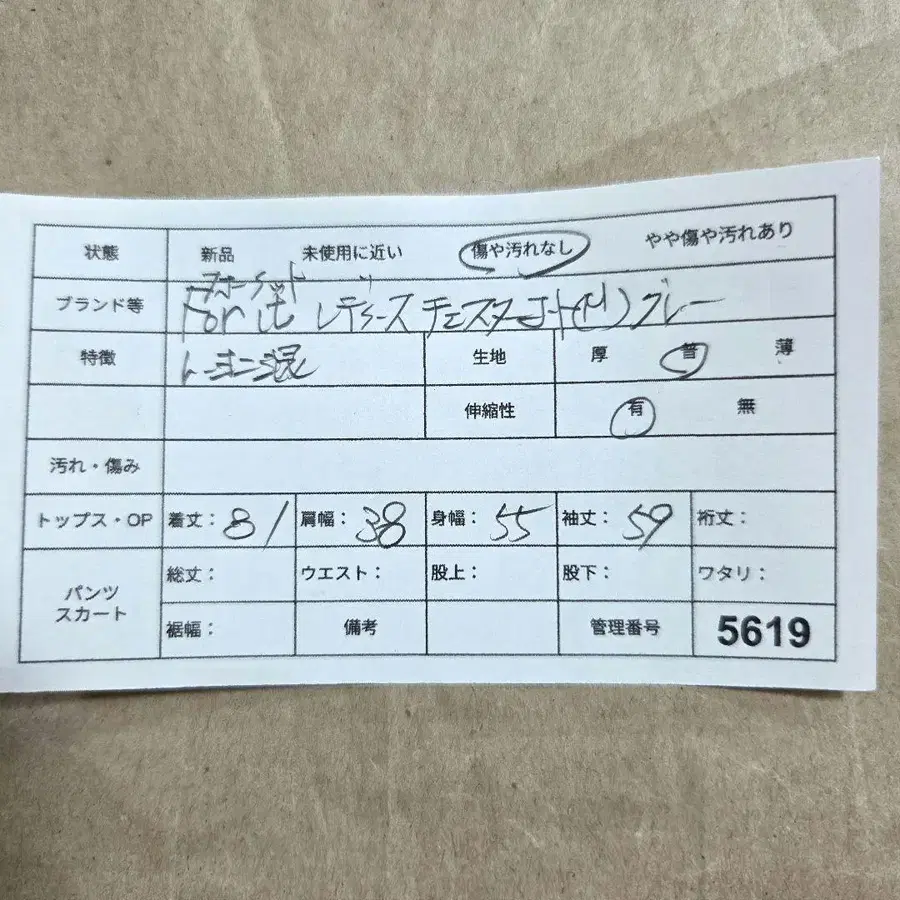 状態 新品 未使用に近い 傷や汚れなし やや傷や汚れあり
フォーイット
ブランド等 For it レディース チェスターコート(M) グレー
特徴 混 生地 厚 普 薄
伸縮性 有 無
汚れ・傷み
トップス・OP 着丈: 81 肩幅: 38 身幅: 55 袖丈: 59 裄丈:
パンツ スカート 総丈: ウエスト: 股上: 股下: ワタリ:
裾幅: 備考 管理番号 5619